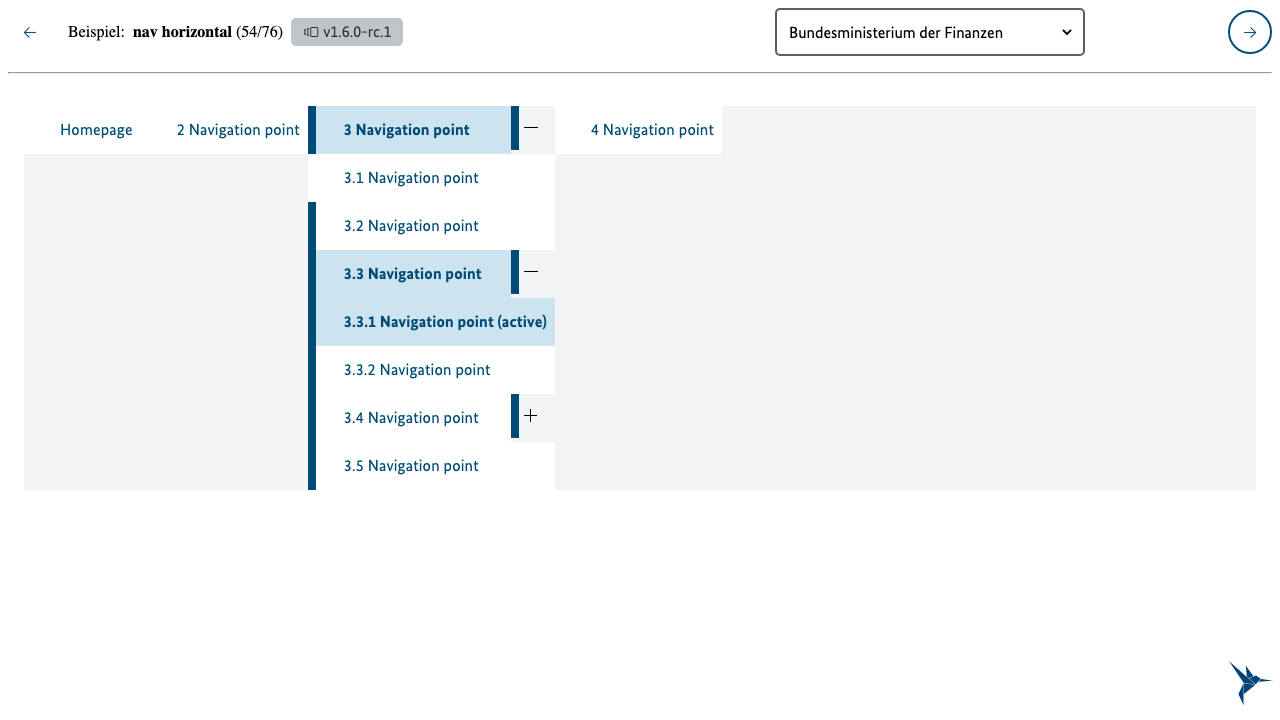 Beispiel: nav horizontal (54/76) v1.6.0-rc.1 Bundesministerium der Finanzen
Homepage 2 Navigation point 3 Navigation point 4 Navigation point
3.1 Navigation point
3.2 Navigation point
3.3 Navigation point
3.3.1 Navigation point (active)
3.3.2 Navigation point
3.4 Navigation point
3.5 Navigation point